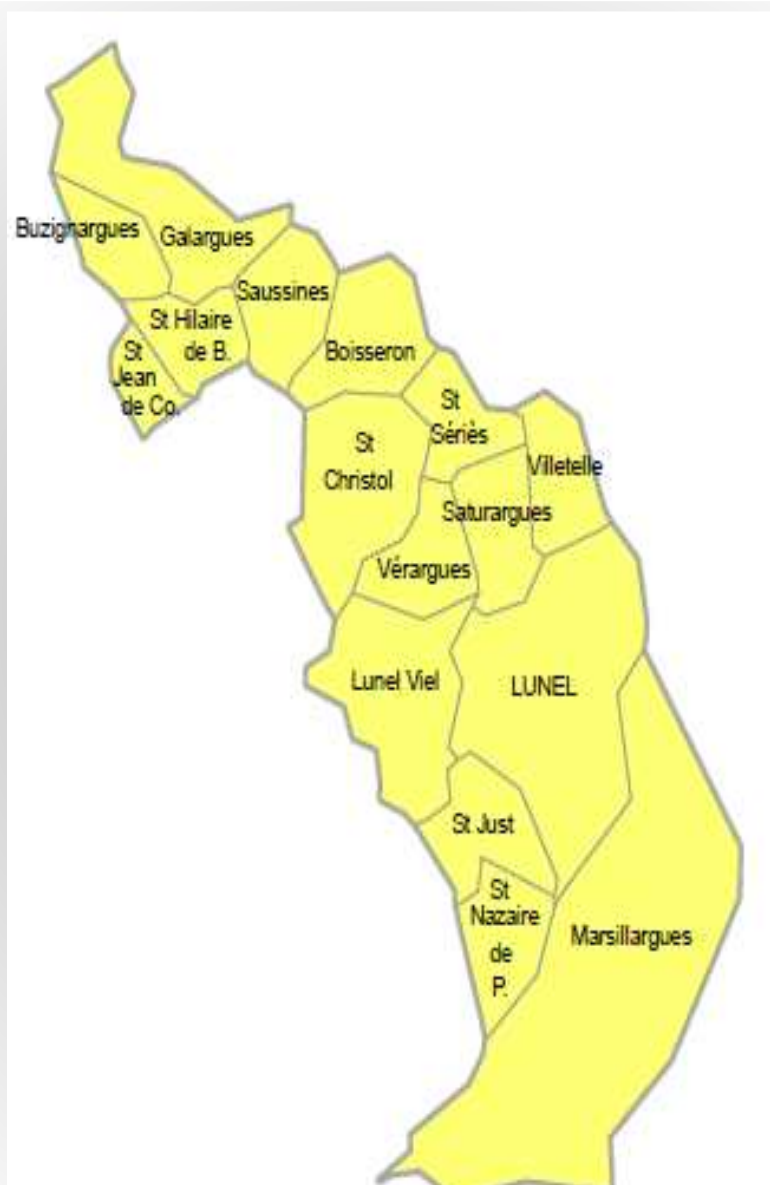 Buzignargues
Galargues
Saussines
St Hilaire
de B.
St
Jean
de Co.
Boisseron
St
Sériès
St
Christol
Villetelle
Saturargues
Vérargues
Lunel Viel
LUNEL
St Just
St
Nazaire
de
P.
Marsillargues